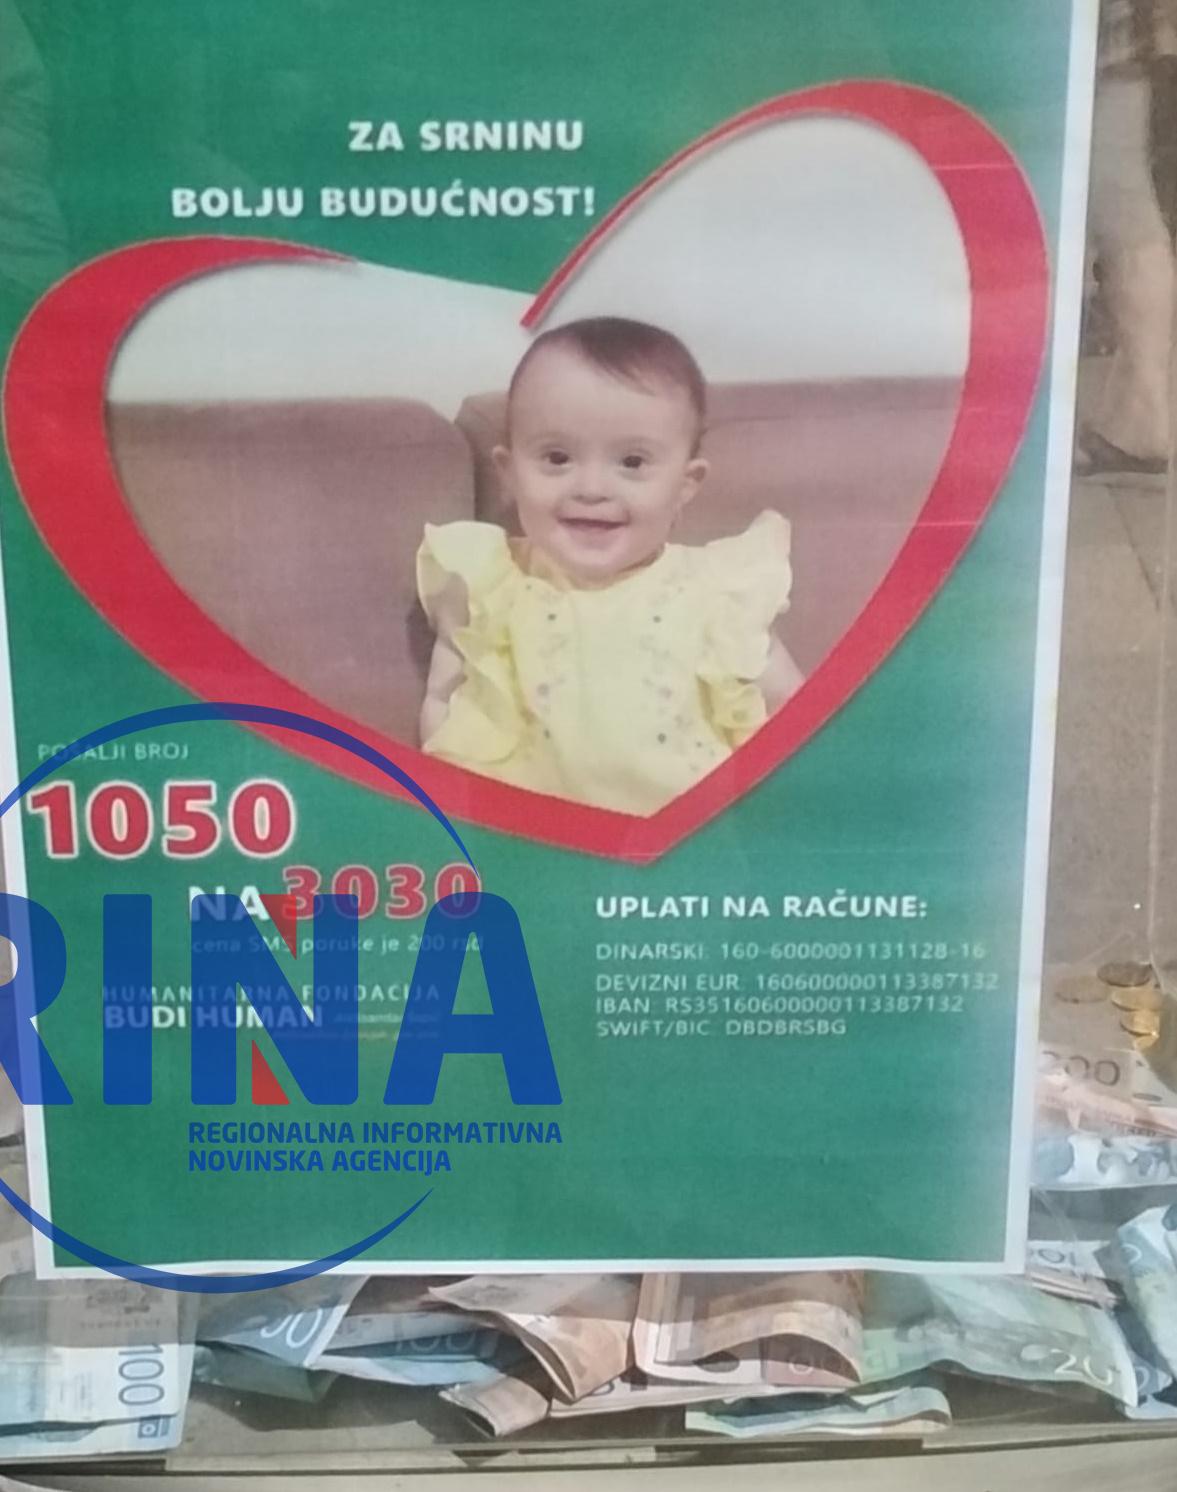 ZA SRNINU
BOLJU BUDUĆNOST!
POŠALJI BROJ
1050
NA 3030
cena SMS poruke je 200 rsd
HUMANITARNA FONDACIJA
BUDI HUMAN
UPLATI NA RAČUNE:
DINARSKI: 160-6000001131128-16
DEVIZNI EUR: 160600000113387132
IBAN: RS35160600000113387132
SWIFT/BIC: DBDBRSBG
RINA
REGIONALNA INFORMATIVNA
NOVINSKA AGENCIJA
200
100